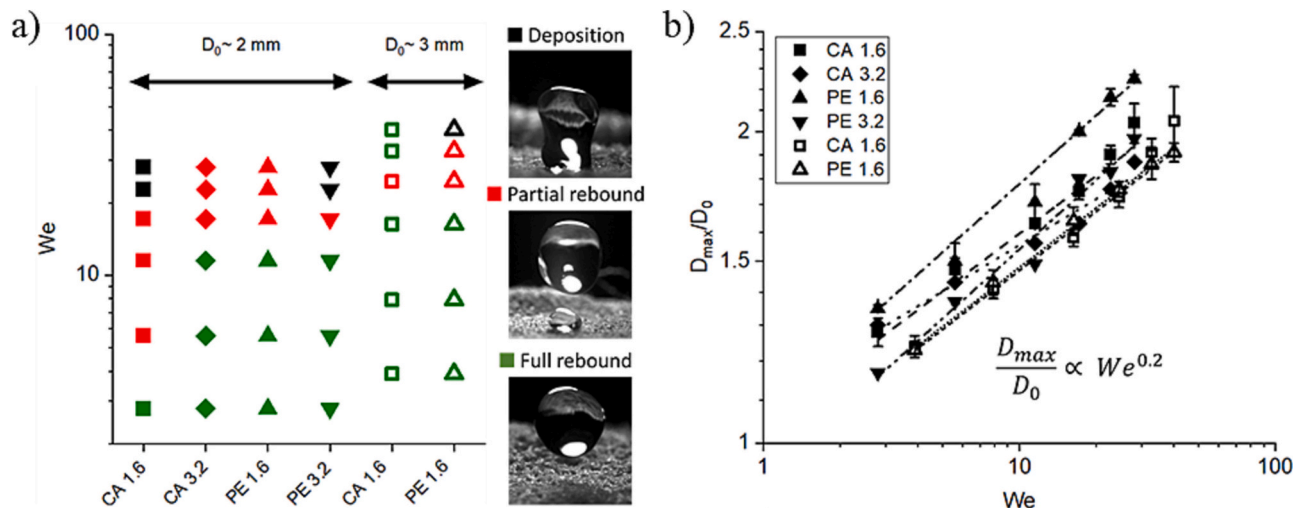 a)
100
10
We
D₀~ 2 mm
D₀~ 3 mm
CA 1.6
CA 3.2
PE 1.6
PE 3.2
CA 1.6
PE 1.6
Deposition
Partial rebound
Full rebound
b)
CA 1.6
CA 3.2
PE 1.6
PE 3.2
CA 1.6
PE 1.6
2
1.5
1
Dmax/D₀
Dmax/D₀ ∝ We^0.2
1
10
100
We